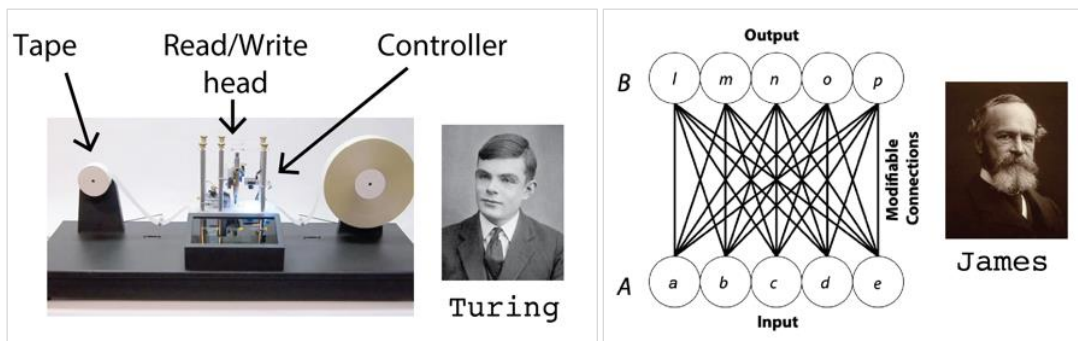 Tape
Read/Write
head
Controller
Turing
Output
B
l m n o p
Modifiable
Connections
A
a b c d e
Input
James